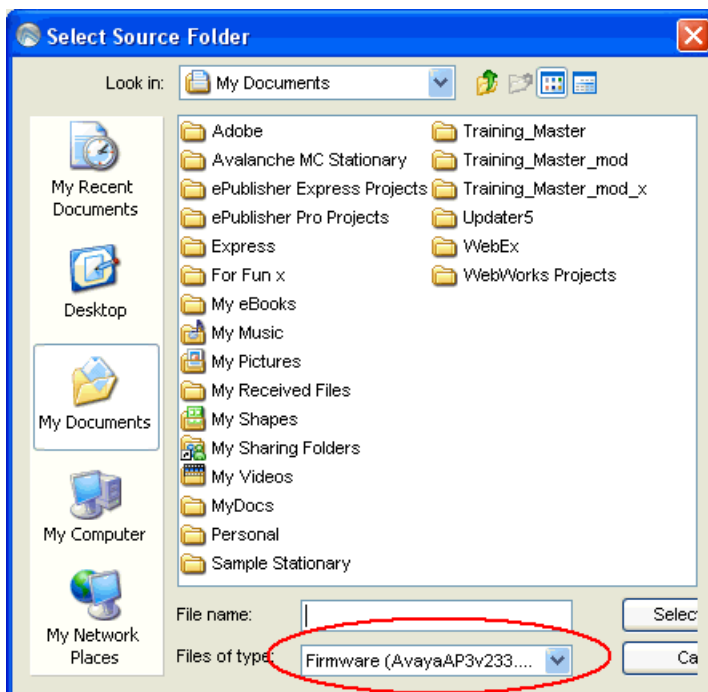 Select Source Folder
Look in:
My Documents
My Recent
Documents
Desktop
My Documents
My Computer
My Network
Places
Adobe
Avalanche MC Stationary
ePublisher Express Projects
ePublisher Pro Projects
Express
For Fun x
My eBooks
My Music
My Pictures
My Received Files
My Shapes
My Sharing Folders
My Videos
MyDocs
Personal
Sample Stationary
Training_Master
Training_Master_mod
Training_Master_mod_x
Updater5
WebEx
WebWorks Projects
File name:
Select
Files of type:
Firmware (AvayaAP3v233....
Ca